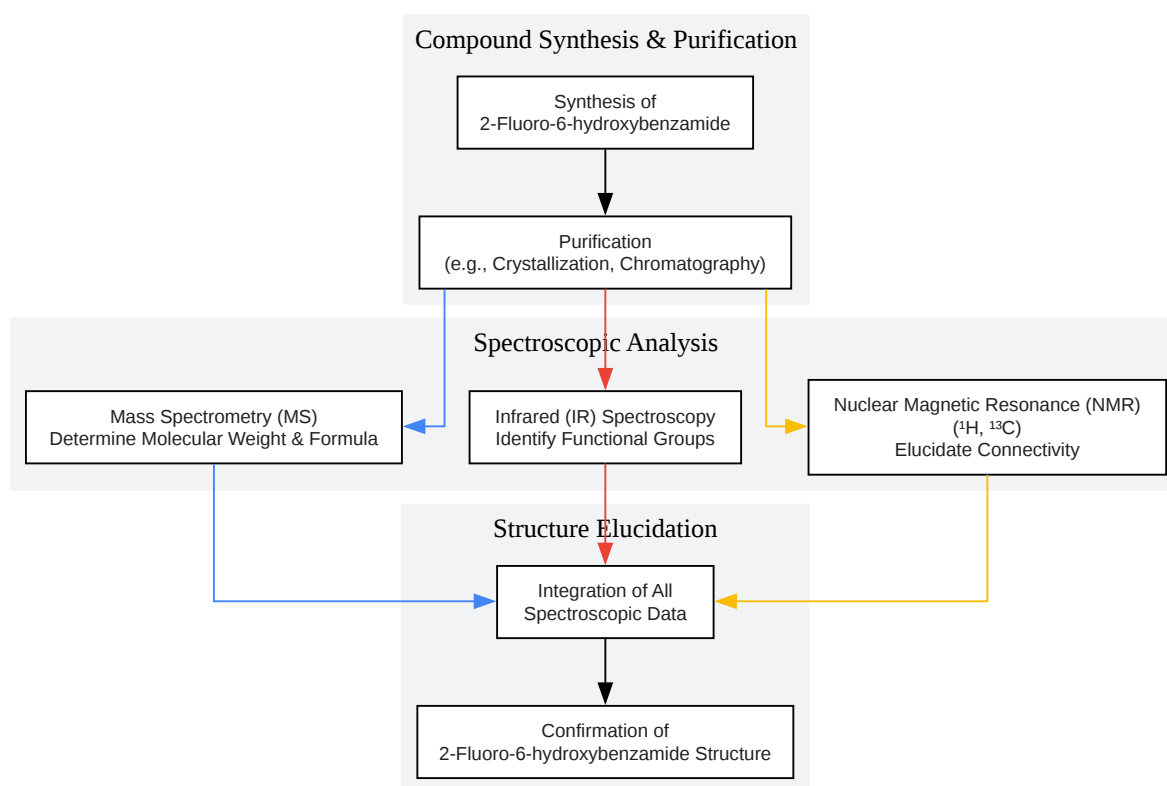 Compound Synthesis & Purification
Synthesis of
2-Fluoro-6-hydroxybenzamide
Purification
(e.g., Crystallization, Chromatography)
Spectroscopic Analysis
Mass Spectrometry (MS)
Determine Molecular Weight & Formula
Infrared (IR) Spectroscopy
Identify Functional Groups
Nuclear Magnetic Resonance (NMR)
(¹H, ¹³C)
Elucidate Connectivity
Structure Elucidation
Integration of All
Spectroscopic Data
Confirmation of
2-Fluoro-6-hydroxybenzamide Structure